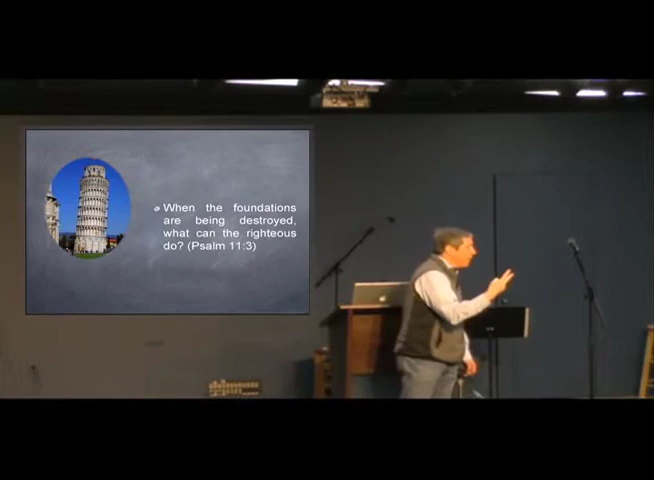 When the foundations
are being destroyed,
what can the righteous
do? (Psalm 11:3)